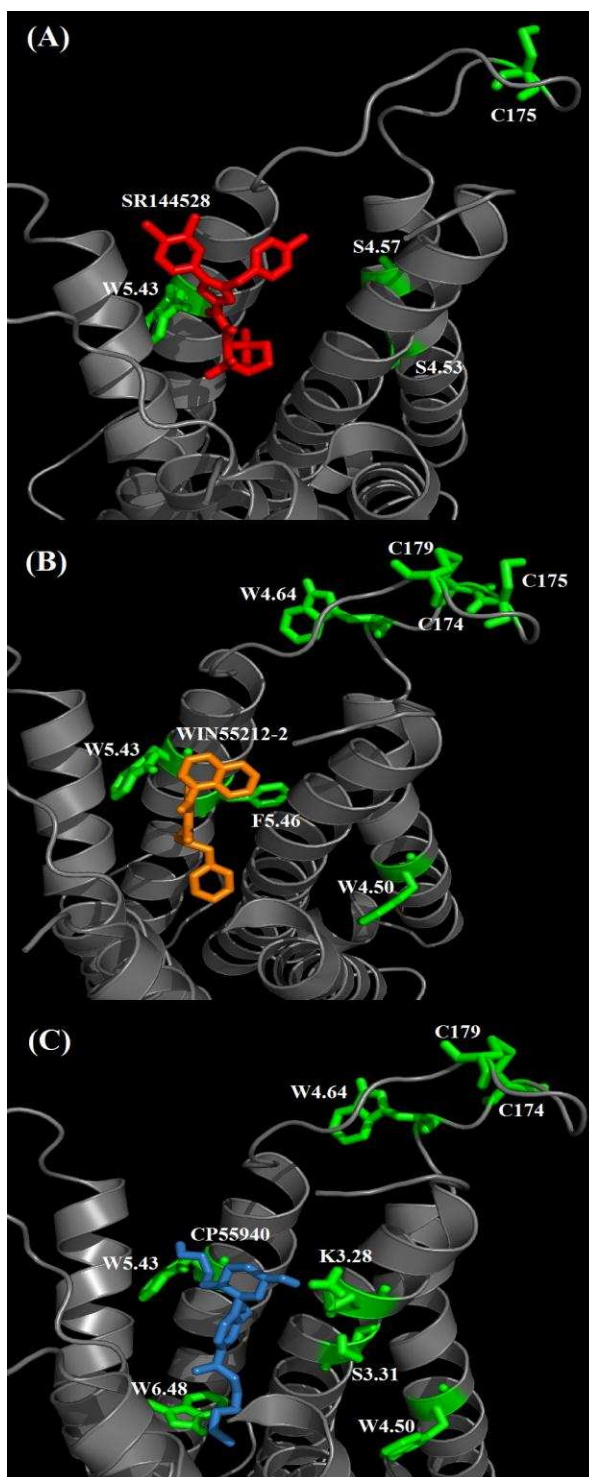 (A)
C175
SR144528
S4.57
W5.43
S4.53
(B)
C179
W4.64
C175
C174
WIN55212-2
W5.43
F5.46
W4.50
(C)
C179
W4.64
C174
CP55940
W5.43
K3.28
S3.31
W6.48
W4.50